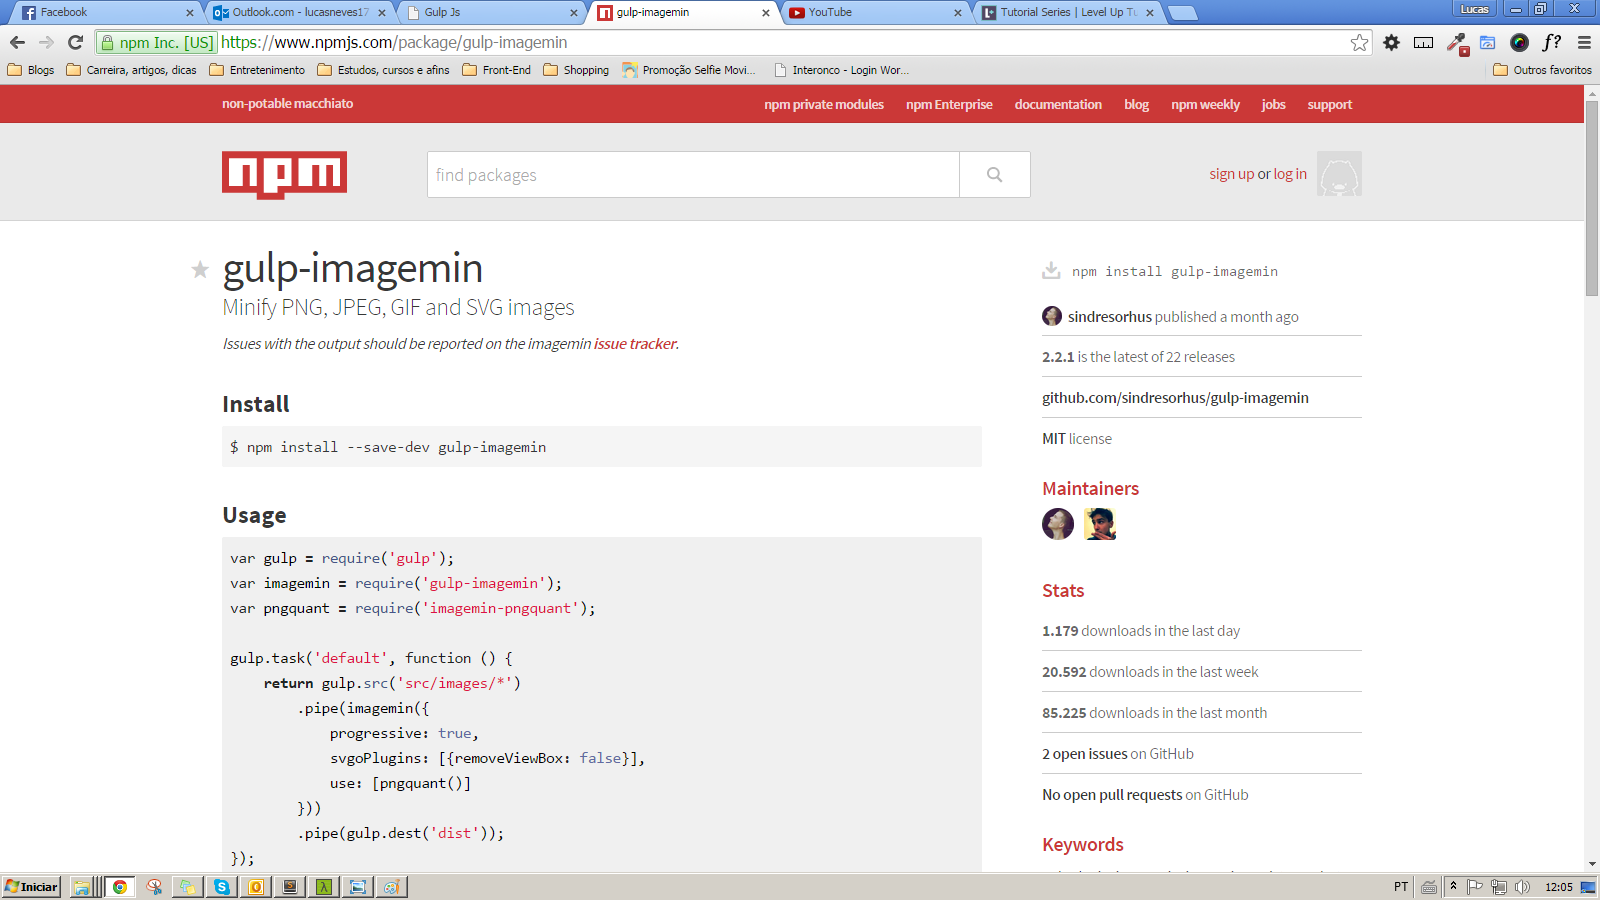 Facebook
Outlook.com - lucasneves17
Gulp Js
gulp-imagemin
YouTube
Tutorial Series | Level Up Tu
Lucas
npm Inc. [US]
https://www.npmjs.com/package/gulp-imagemin
f?
Blogs
Carreira, artigos, dicas
Entretenimento
Estudos, cursos e afins
Front-End
Shopping
Promoção Selfie Movi...
Interonco - Login Wor...
Outros favoritos
non-potable macchiato
npm private modules
npm Enterprise
documentation
blog
npm weekly
jobs
support
npm
find packages
sign up or log in
gulp-imagemin
Minify PNG, JPEG, GIF and SVG images
Issues with the output should be reported on the imagemin issue tracker.
Install
$ npm install --save-dev gulp-imagemin
Usage
var gulp = require('gulp');
var imagemin = require('gulp-imagemin');
var pngquant = require('imagemin-pngquant');
gulp.task('default', function () {
return gulp.src('src/images/*')
.pipe(imagemin({
progressive: true,
svgoPlugins: [{removeViewBox: false}],
use: [pngquant()]
}))
.pipe(gulp.dest('dist'));
});
npm install gulp-imagemin
sindresorhus published a month ago
2.2.1 is the latest of 22 releases
github.com/sindresorhus/gulp-imagemin
MIT license
Maintainers
Stats
1.179 downloads in the last day
20.592 downloads in the last week
85.225 downloads in the last month
2 open issues on GitHub
No open pull requests on GitHub
Keywords
Iniciar
PT
12:05